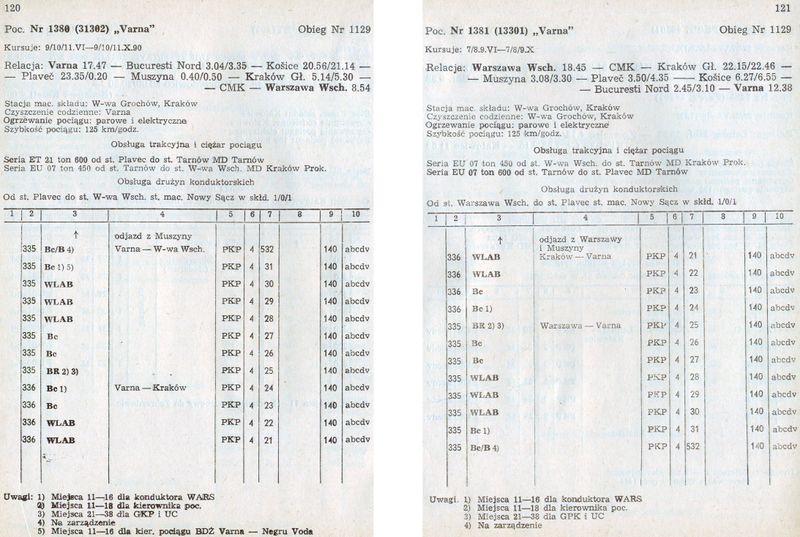 120
Poc. Nr 1380 (31302) „Varna” Obieg Nr 1129
Kursuje: 9/10/11.VI—9/10/11.X.90
Relacja: Varna 17.47 — Bucuresti Nord 3.04/3.35 — Košice 20.56/21.14 —
— Plaveč 23.35/0.20 — Muszyna 0.40/0.50 — Kraków Gł. 5.14/5.30 —
— CMK — Warszawa Wsch. 8.54
Stacja mac. składu: W-wa Grochów, Kraków
Czyszczenie codzienne: Varna
Ogrzewanie pociągu: parowe i elektryczne
Szybkość pociągu: 125 km/godz.
Obsługa trakcyjna i ciężar pociągu
Seria ET 21 ton 600 od st. Plavec do st. Tarnów MD Tarnów
Seria EU 07 ton 450 od st. Tarnów do st. W-wa Wsch. MD Kraków Prok.
Obsługa drużyn konduktorskich
Od st. Plavec do st. W-wa Wsch. st. mac. Nowy Sącz w skłd. 1/0/1
1 2 3 4 5 6 7 8 9 10
↑ odjazd z Muszyny
335 Bc/B 4) Varna — W-wa Wsch. PKP 4 532 140 abcdv
335 Bc 1) 5) PKP 4 31 140 abcdv
335 WLAB PKP 4 30 140 abcdv
335 WLAB PKP 4 29 140 abcdv
335 WLAB PKP 4 28 140 abcdv
335 Bc PKP 4 27 140 abcdv
335 Bc PKP 4 26 140 abcdv
335 BR 2) 3) PKP 4 25 140 abcdv
336 Bc 1) Varna — Kraków PKP 4 24 140 abcdv
336 Bc PKP 4 23 140 abcdv
336 WLAB PKP 4 22 140 abcdv
336 WLAB PKP 4 21 140 abcdv
Uwagi: 1) Miejsca 11—16 dla konduktora WARS
2) Miejsca 11—18 dla kierownika poc.
3) Miejsca 21—38 dla GKP i UC
4) Na zarządzenie
5) Miejsca 11—16 dla kier. pociągu BDŽ Varna — Negru Voda
121
Poc. Nr 1381 (13301) „Varna” Obieg Nr 1129
Kursuje: 7/8.9.VI—7/8/9.X
Relacja: Warszawa Wsch. 18.45 — CMK — Kraków Gł. 22.15/22.46 —
— Muszyna 3.08/3.30 — Plaveč 3.50/4.35 —— Košice 6.27/6.55 —
— Bucuresti Nord 2.45/3.10 — Varna 12.38
Stacja mac. składu: W-wa Grochów, Kraków
Czyszczenie codzienne: W-wa Grochów, Kraków
Ogrzewanie pociągu: parowe i elektryczne
Szybkość pociągu: 125 km/godz.
Obsługa trakcyjna i ciężar pociągu
Seria EU 07 ton 450 od st. W-wa Wsch. do st. Tarnów MD Kraków Prok.
Seria EU 07 ton 600 od st. Tarnów do st. Plavec MD Tarnów
Obsługa drużyn konduktorskich
Od st. Warszawa Wsch. do st. Plavec st. mac. Nowy Sącz w skłd. 1/0/1
1 2 3 4 5 6 7 8 9 10
↑ odjazd z Warszawy
i Muszyny
336 WLAB Kraków — Varna PKP 4 21 140 abcdv
336 WLAB PKP 4 22 140 abcdv
336 Bc PKP 4 23 140 abcdv
336 Bc 1) PKP 4 24 140 abcdv
335 BR 2) 3) Warszawa — Varna PKP 4 25 140 abcdv
335 Bc PKP 4 26 140 abcdv
335 Bc PKP 4 27 140 abcdv
335 WLAB PKP 4 28 140 abcdv
335 WLAB PKP 4 29 140 abcdv
335 WLAB PKP 4 30 140 abcdv
335 Bc 1) PKP 4 31 140 abcdv
335 Bc/B 4) PKP 4 532 140 abcdv
Uwagi. 1) Miejsca 11—16 dla konduktora WARS
2) Miejsca 11—18 dla kierownika poc.
3) Miejsca 21—38 dla GPK i UC
4) Na zarządzenie